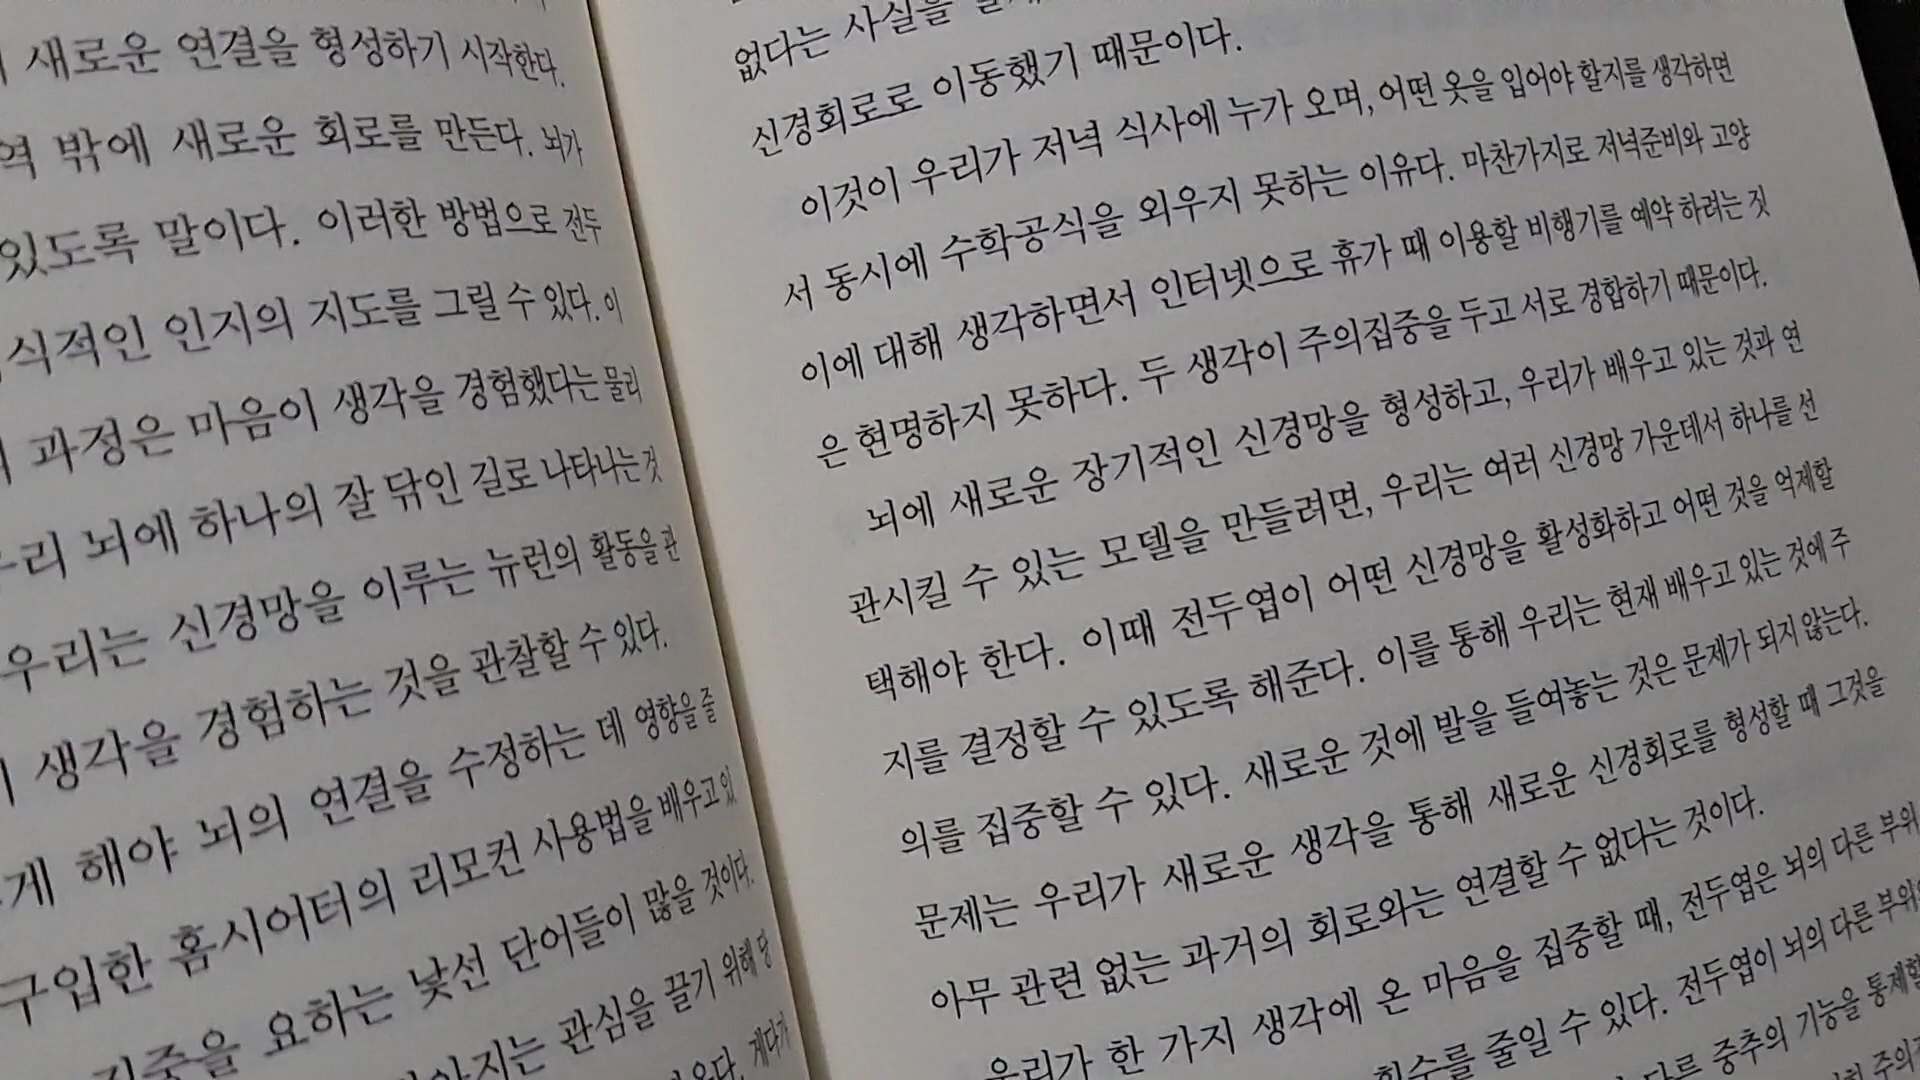 새로운 연결을 형성하기 시작한다.
역 밖에 새로운 회로를 만든다. 뇌가
있도록 말이다. 이러한 방법으로 전두
식적인 인지의 지도를 그릴 수 있다. 이
과정은 마음이 생각을 경험했다는 물리
뇌에 하나의 잘 닦인 길로 나타나는 것
우리는 신경망을 이루는 뉴런의 활동을 관
생각을 경험하는 것을 관찰할 수 있다.
해야 뇌의 연결을 수정하는 데 영향을 줄
구입한 홈시어터의 리모컨 사용법을 배우고 있
집중을 요하는 낯선 단어들이 많을 것이다.
관심을 끌기 위해 당
게다가
없다는 사실을
신경회로로 이동했기 때문이다.
이것이 우리가 저녁 식사에 누가 오며, 어떤 옷을 입어야 할지를 생각하면
서 동시에 수학공식을 외우지 못하는 이유다. 마찬가지로 저녁준비와 고양
이에 대해 생각하면서 인터넷으로 휴가 때 이용할 비행기를 예약 하려는 짓
은 현명하지 못하다. 두 생각이 주의집중을 두고 서로 경합하기 때문이다.
뇌에 새로운 장기적인 신경망을 형성하고, 우리가 배우고 있는 것과 연
관시킬 수 있는 모델을 만들려면, 우리는 여러 신경망 가운데서 하나를 선
택해야 한다. 이때 전두엽이 어떤 신경망을 활성화하고 어떤 것을 억제할
지를 결정할 수 있도록 해준다. 이를 통해 우리는 현재 배우고 있는 것에 주
의를 집중할 수 있다. 새로운 것에 발을 들여놓는 것은 문제가 되지 않는다.
문제는 우리가 새로운 생각을 통해 새로운 신경회로를 형성할 때 그것을
아무 관련 없는 과거의 회로와는 연결할 수 없다는 것이다.
우리가 한 가지 생각에 온 마음을 집중할 때, 전두엽은 뇌의 다른 부위
회수를 줄일 수 있다. 전두엽이 뇌의 다른 부위
다른 중추의 기능을 통제할